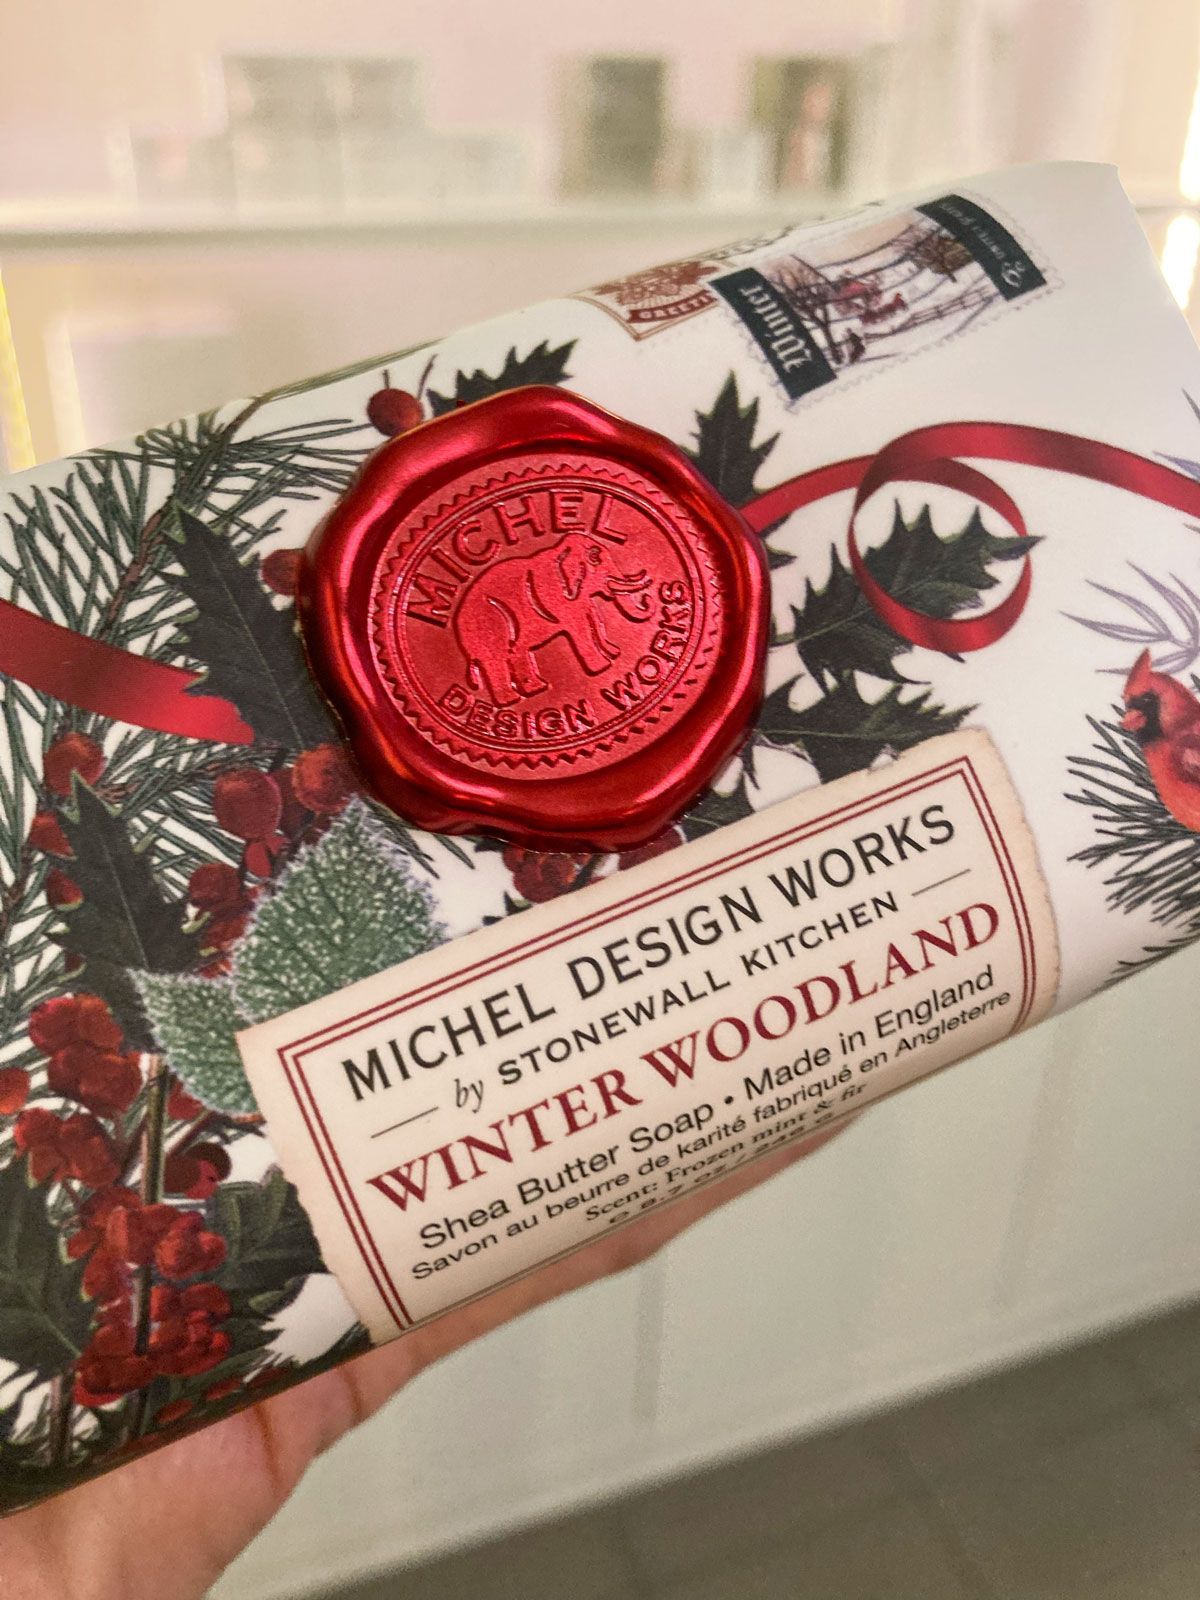 GREETI
Winter
MICHEL
DESIGN WORKS
MICHEL DESIGN WORKS
by STONEWALL KITCHEN
WINTER WOODLAND
Shea Butter Soap • Made in England
Savon au beurre de karité fabriqué en Angleterre
Scent: Frozen mint & fir